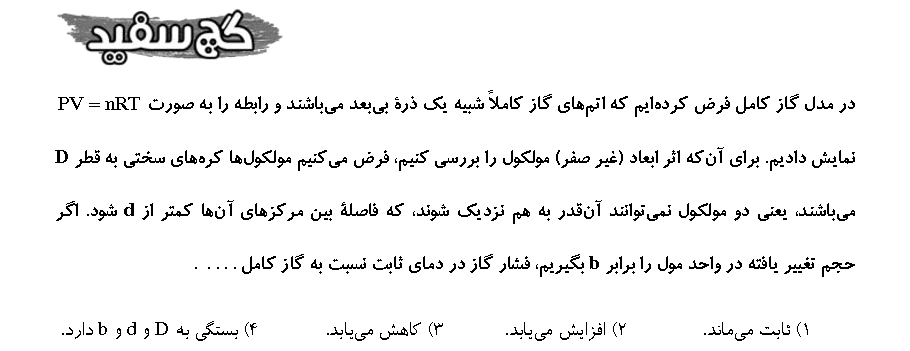 گچ سفید
در مدل گاز کامل فرض کرده‌ایم که اتم‌های گاز کاملاً شبیه یک ذرۀ بی‌بعد می‌باشند و رابطه را به صورت PV = nRT
نمایش دادیم. برای آن‌که اثر ابعاد (غیر صفر) مولکول را بررسی کنیم، فرض می‌کنیم مولکول‌ها کره‌های سختی به قطر D
می‌باشند، یعنی دو مولکول نمی‌توانند آن‌قدر به هم نزدیک شوند، که فاصلۀ بین مرکزهای آن‌ها کمتر از d شود. اگر
حجم تغییر یافته در واحد مول را برابر b بگیریم، فشار گاز در دمای ثابت نسبت به گاز کامل . . . . .
۱) ثابت می‌ماند. ۲) افزایش می‌یابد. ۳) کاهش می‌یابد. ۴) بستگی به D و d و b دارد.